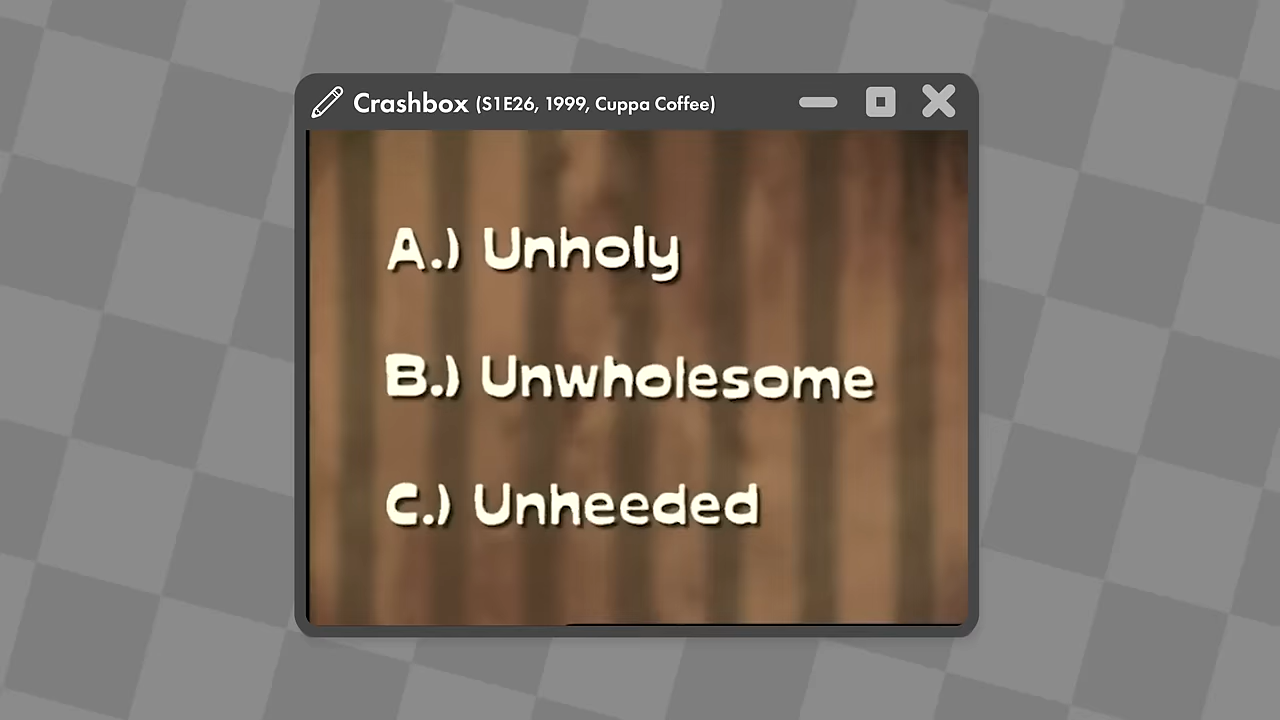 Crashbox (S1E26, 1999, Cuppa Coffee)
A.) Unholy
B.) Unwholesome
C.) Unheeded